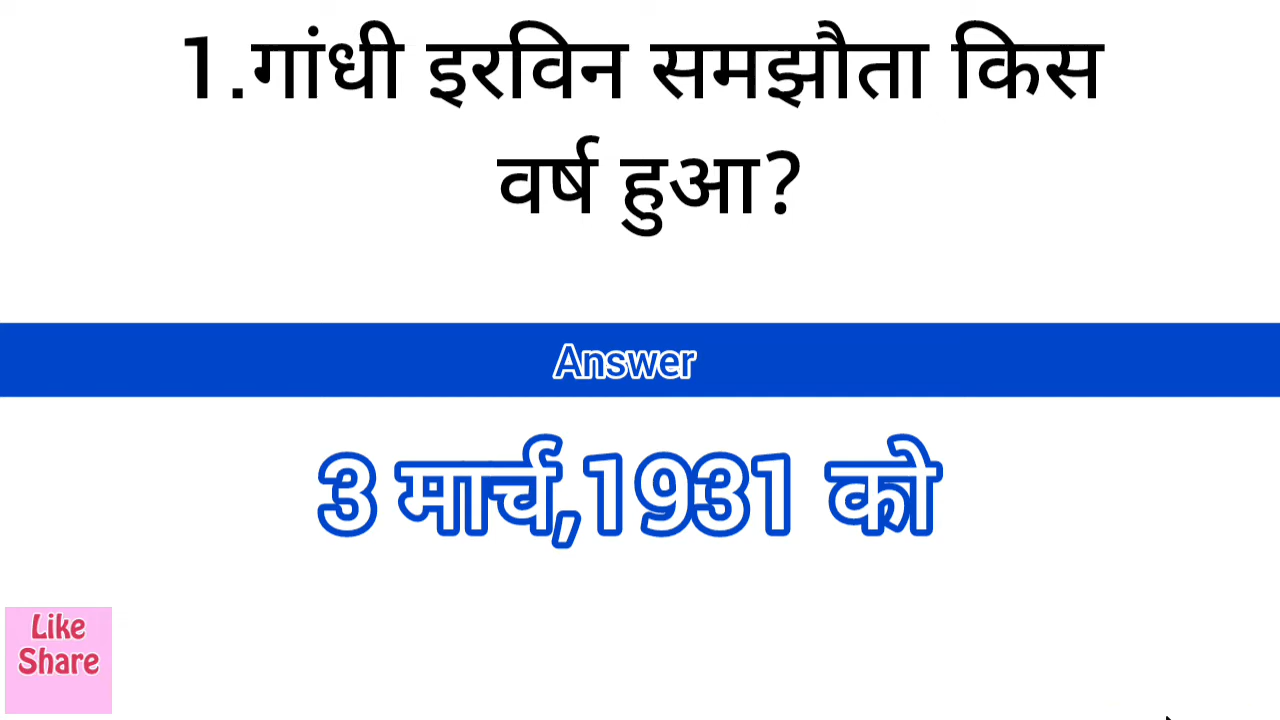 1.गांधी इरविन समझौता किस
वर्ष हुआ?
Answer
3 मार्च,1931 को
Like
Share